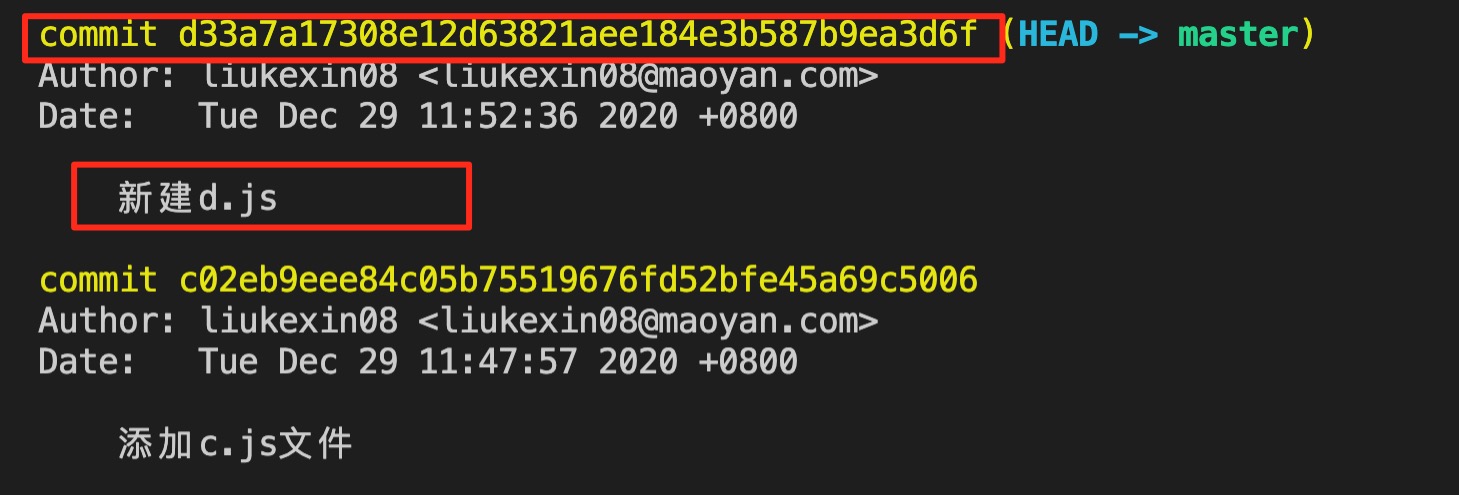 commit d33a7a17308e12d63821aee184e3b587b9ea3d6f (HEAD -> master)
Author: liukexin08 <liukexin08@maoyan.com>
Date:   Tue Dec 29 11:52:36 2020 +0800
新建d.js
commit c02eb9eee84c05b75519676fd52bfe45a69c5006
Author: liukexin08 <liukexin08@maoyan.com>
Date:   Tue Dec 29 11:47:57 2020 +0800
添加c.js文件